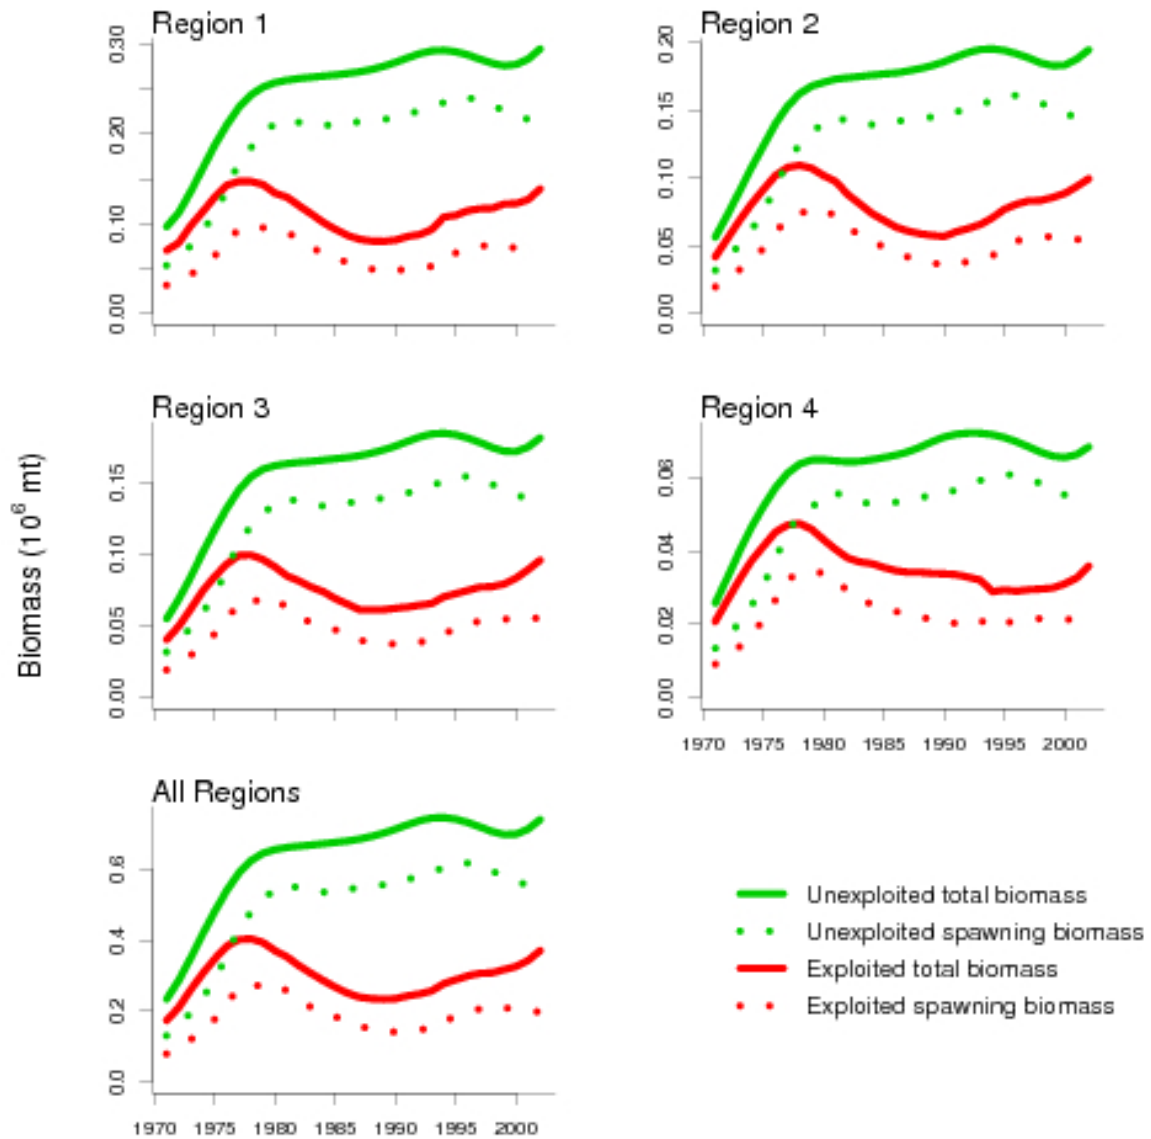 Region 1
0.30
0.20
0.10
0.00
Region 2
0.20
0.15
0.10
0.05
0.00
Region 3
0.15
0.10
0.05
0.00
Region 4
0.06
0.04
0.02
0.00
1970 1975 1980 1985 1990 1995 2000
Biomass (10⁶ mt)
All Regions
0.6
0.4
0.2
0.0
1970 1975 1980 1985 1990 1995 2000
Unexploited total biomass
Unexploited spawning biomass
Exploited total biomass
Exploited spawning biomass